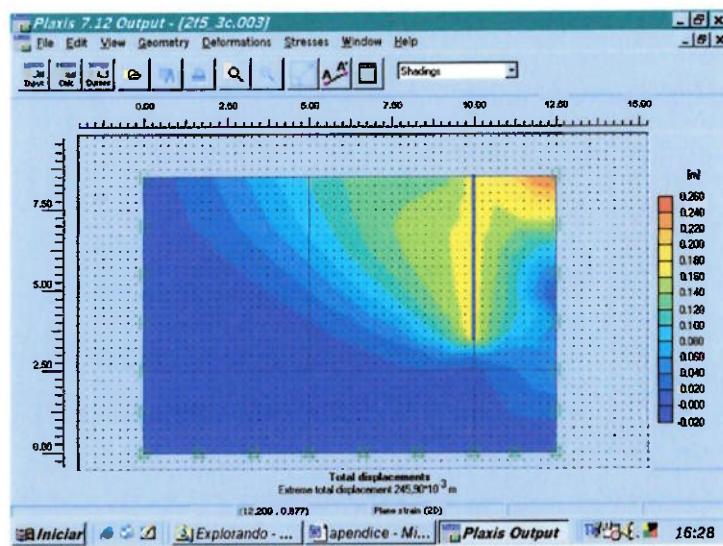 Plaxis 7.12 Output - [2f5_3c.003]
File Edit View Geometry Deformations Stresses Window Help
Input Calc Curves Shadings
0.00 2.50 5.00 7.50 10.00 12.50 15.00
[m]
7.50
5.00
2.50
0.00
0.260
0.240
0.220
0.200
0.180
0.160
0.140
0.120
0.100
0.080
0.060
0.040
0.020
-0.000
-0.020
Total displacements
Extreme total displacement 245,90*10-3 m
(12.200 , 0.877) Plane strain (2D)
Iniciar Explorando - ... apendice - Mi... Plaxis Output 16:28